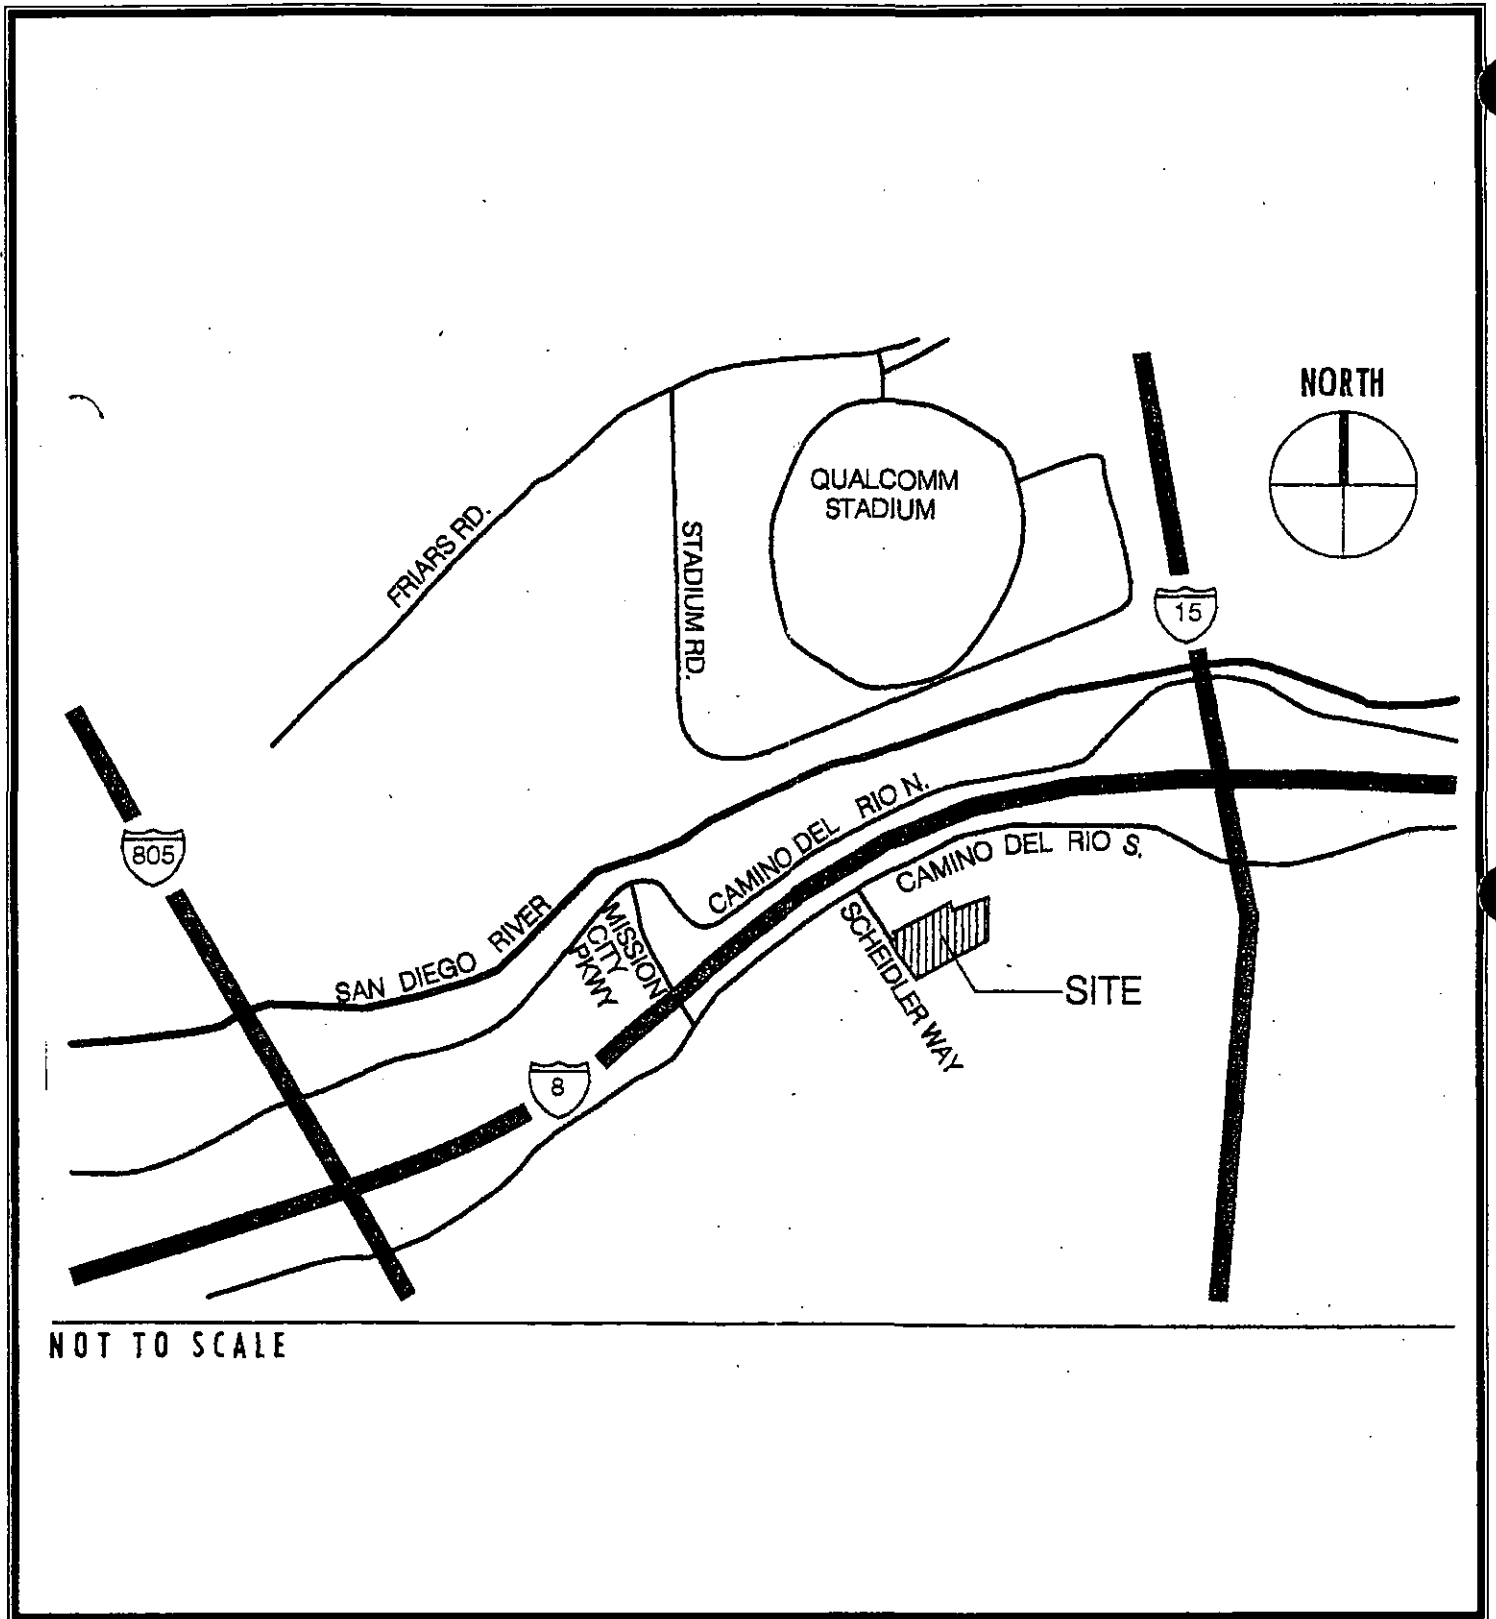 NORTH
QUALCOMM
STADIUM
FRIARS RD.
STADIUM RD.
15
805
CAMINO DEL RIO N.
CAMINO DEL RIO S.
SAN DIEGO RIVER
MISSION
CITY
PKWY
SCHEIDLER WAY
SITE
8
NOT TO SCALE